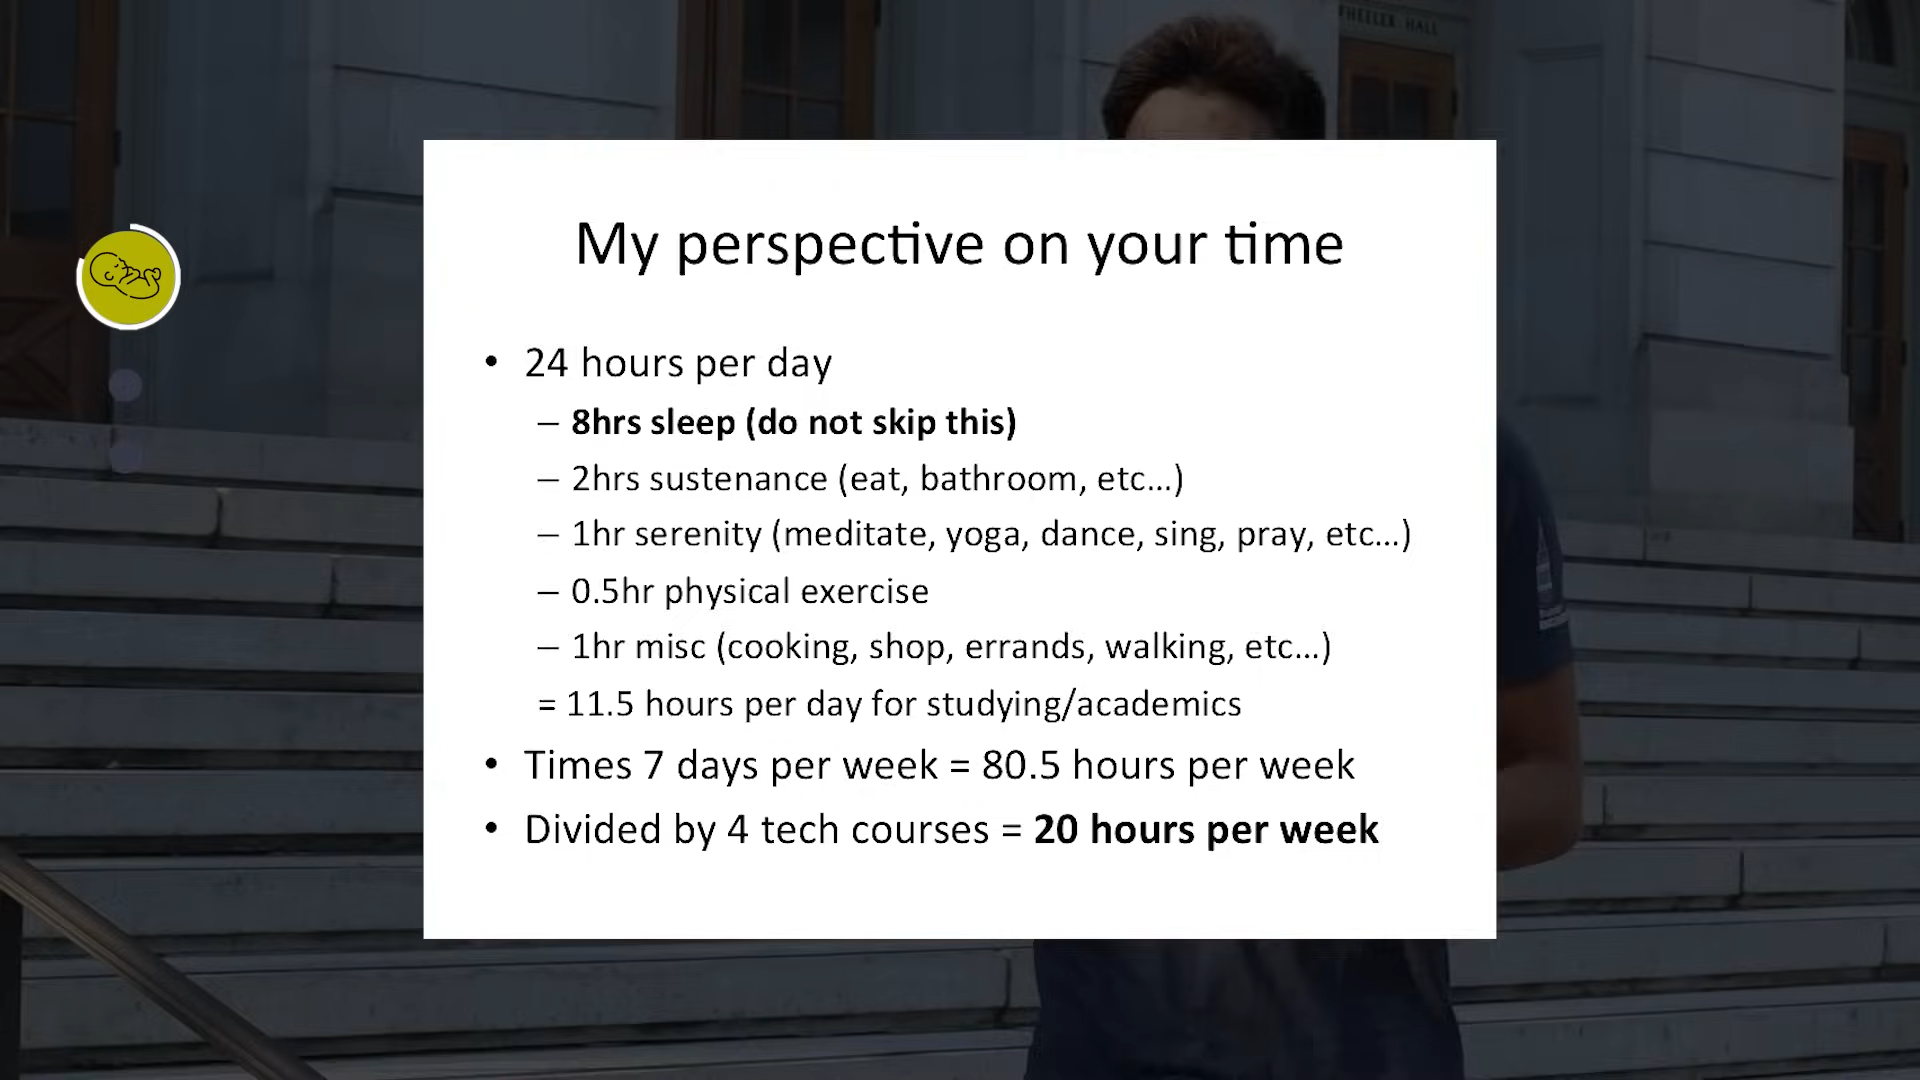 WHEELER HALL
My perspective on your time
• 24 hours per day
– 8hrs sleep (do not skip this)
– 2hrs sustenance (eat, bathroom, etc...)
– 1hr serenity (meditate, yoga, dance, sing, pray, etc...)
– 0.5hr physical exercise
– 1hr misc (cooking, shop, errands, walking, etc...)
= 11.5 hours per day for studying/academics
• Times 7 days per week = 80.5 hours per week
• Divided by 4 tech courses = 20 hours per week